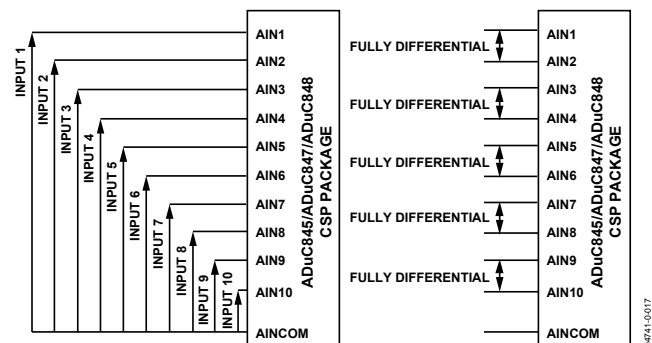 INPUT 1
INPUT 2
INPUT 3
INPUT 4
INPUT 5
INPUT 6
INPUT 7
INPUT 8
INPUT 9
INPUT 10
AIN1
AIN2
AIN3
AIN4
AIN5
AIN6
AIN7
AIN8
AIN9
AIN10
AINCOM
ADuC845/ADuC847/ADuC848
CSP PACKAGE
FULLY DIFFERENTIAL
FULLY DIFFERENTIAL
FULLY DIFFERENTIAL
FULLY DIFFERENTIAL
FULLY DIFFERENTIAL
AIN1
AIN2
AIN3
AIN4
AIN5
AIN6
AIN7
AIN8
AIN9
AIN10
AINCOM
ADuC845/ADuC847/ADuC848
CSP PACKAGE
04741-0-017